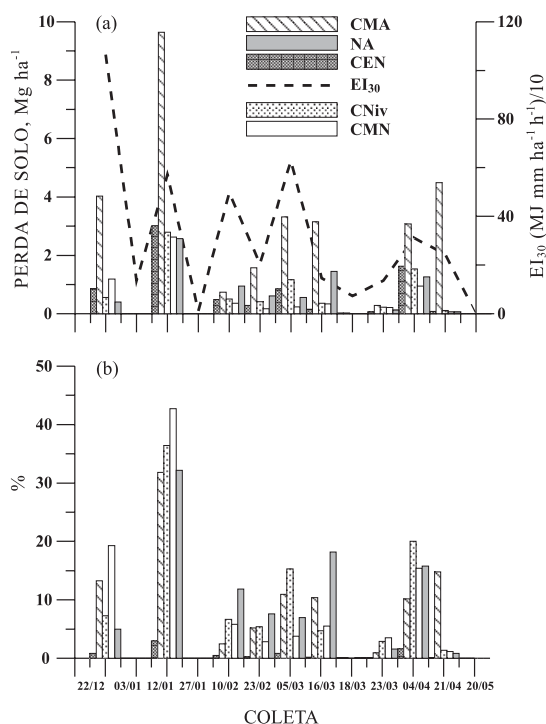 (a)
CMA
NA
CEN
EI30
CNiv
CMN
PERDA DE SOLO, Mg ha-1
10
8
6
4
2
0
EI30 (MJ mm ha-1 h-1)/10
120
80
40
0
(b)
%
50
40
30
20
10
0
22/12 03/01 12/01 27/01 10/02 23/02 05/03 16/03 18/03 23/03 04/04 21/04 20/05
COLETA